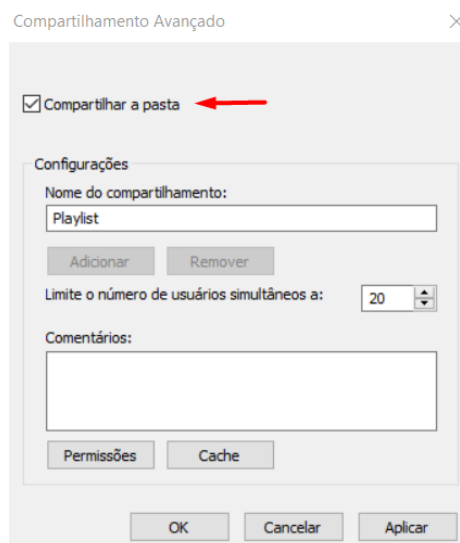 Compartilhamento Avançado
Compartilhar a pasta
Configurações
Nome do compartilhamento:
Playlist
Adicionar Remover
Limite o número de usuários simultâneos a: 20
Comentários:
Permissões Cache
OK Cancelar Aplicar